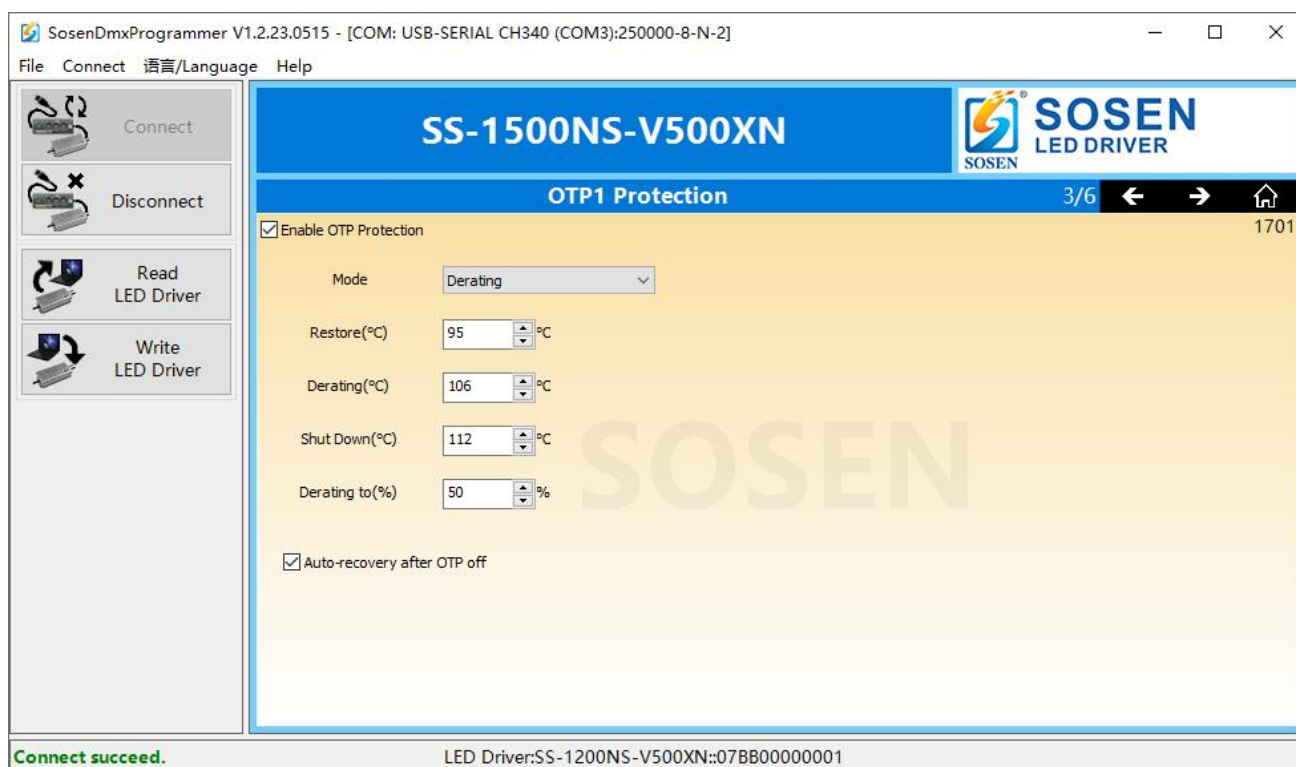 SosenDmxProgrammer V1.2.23.0515 - [COM: USB-SERIAL CH340 (COM3):250000-8-N-2]
File Connect 语言/Language Help
Connect
Disconnect
Read
LED Driver
Write
LED Driver
SS-1500NS-V500XN
SOSEN
SOSEN
LED DRIVER
OTP1 Protection 3/6
Enable OTP Protection 1701
Mode Derating
Restore(°C) 95 °C
Derating(°C) 106 °C
Shut Down(°C) 112 °C
Derating to(%) 50 %
SOSEN
Auto-recovery after OTP off
Connect succeed. LED Driver:SS-1200NS-V500XN::07BB00000001